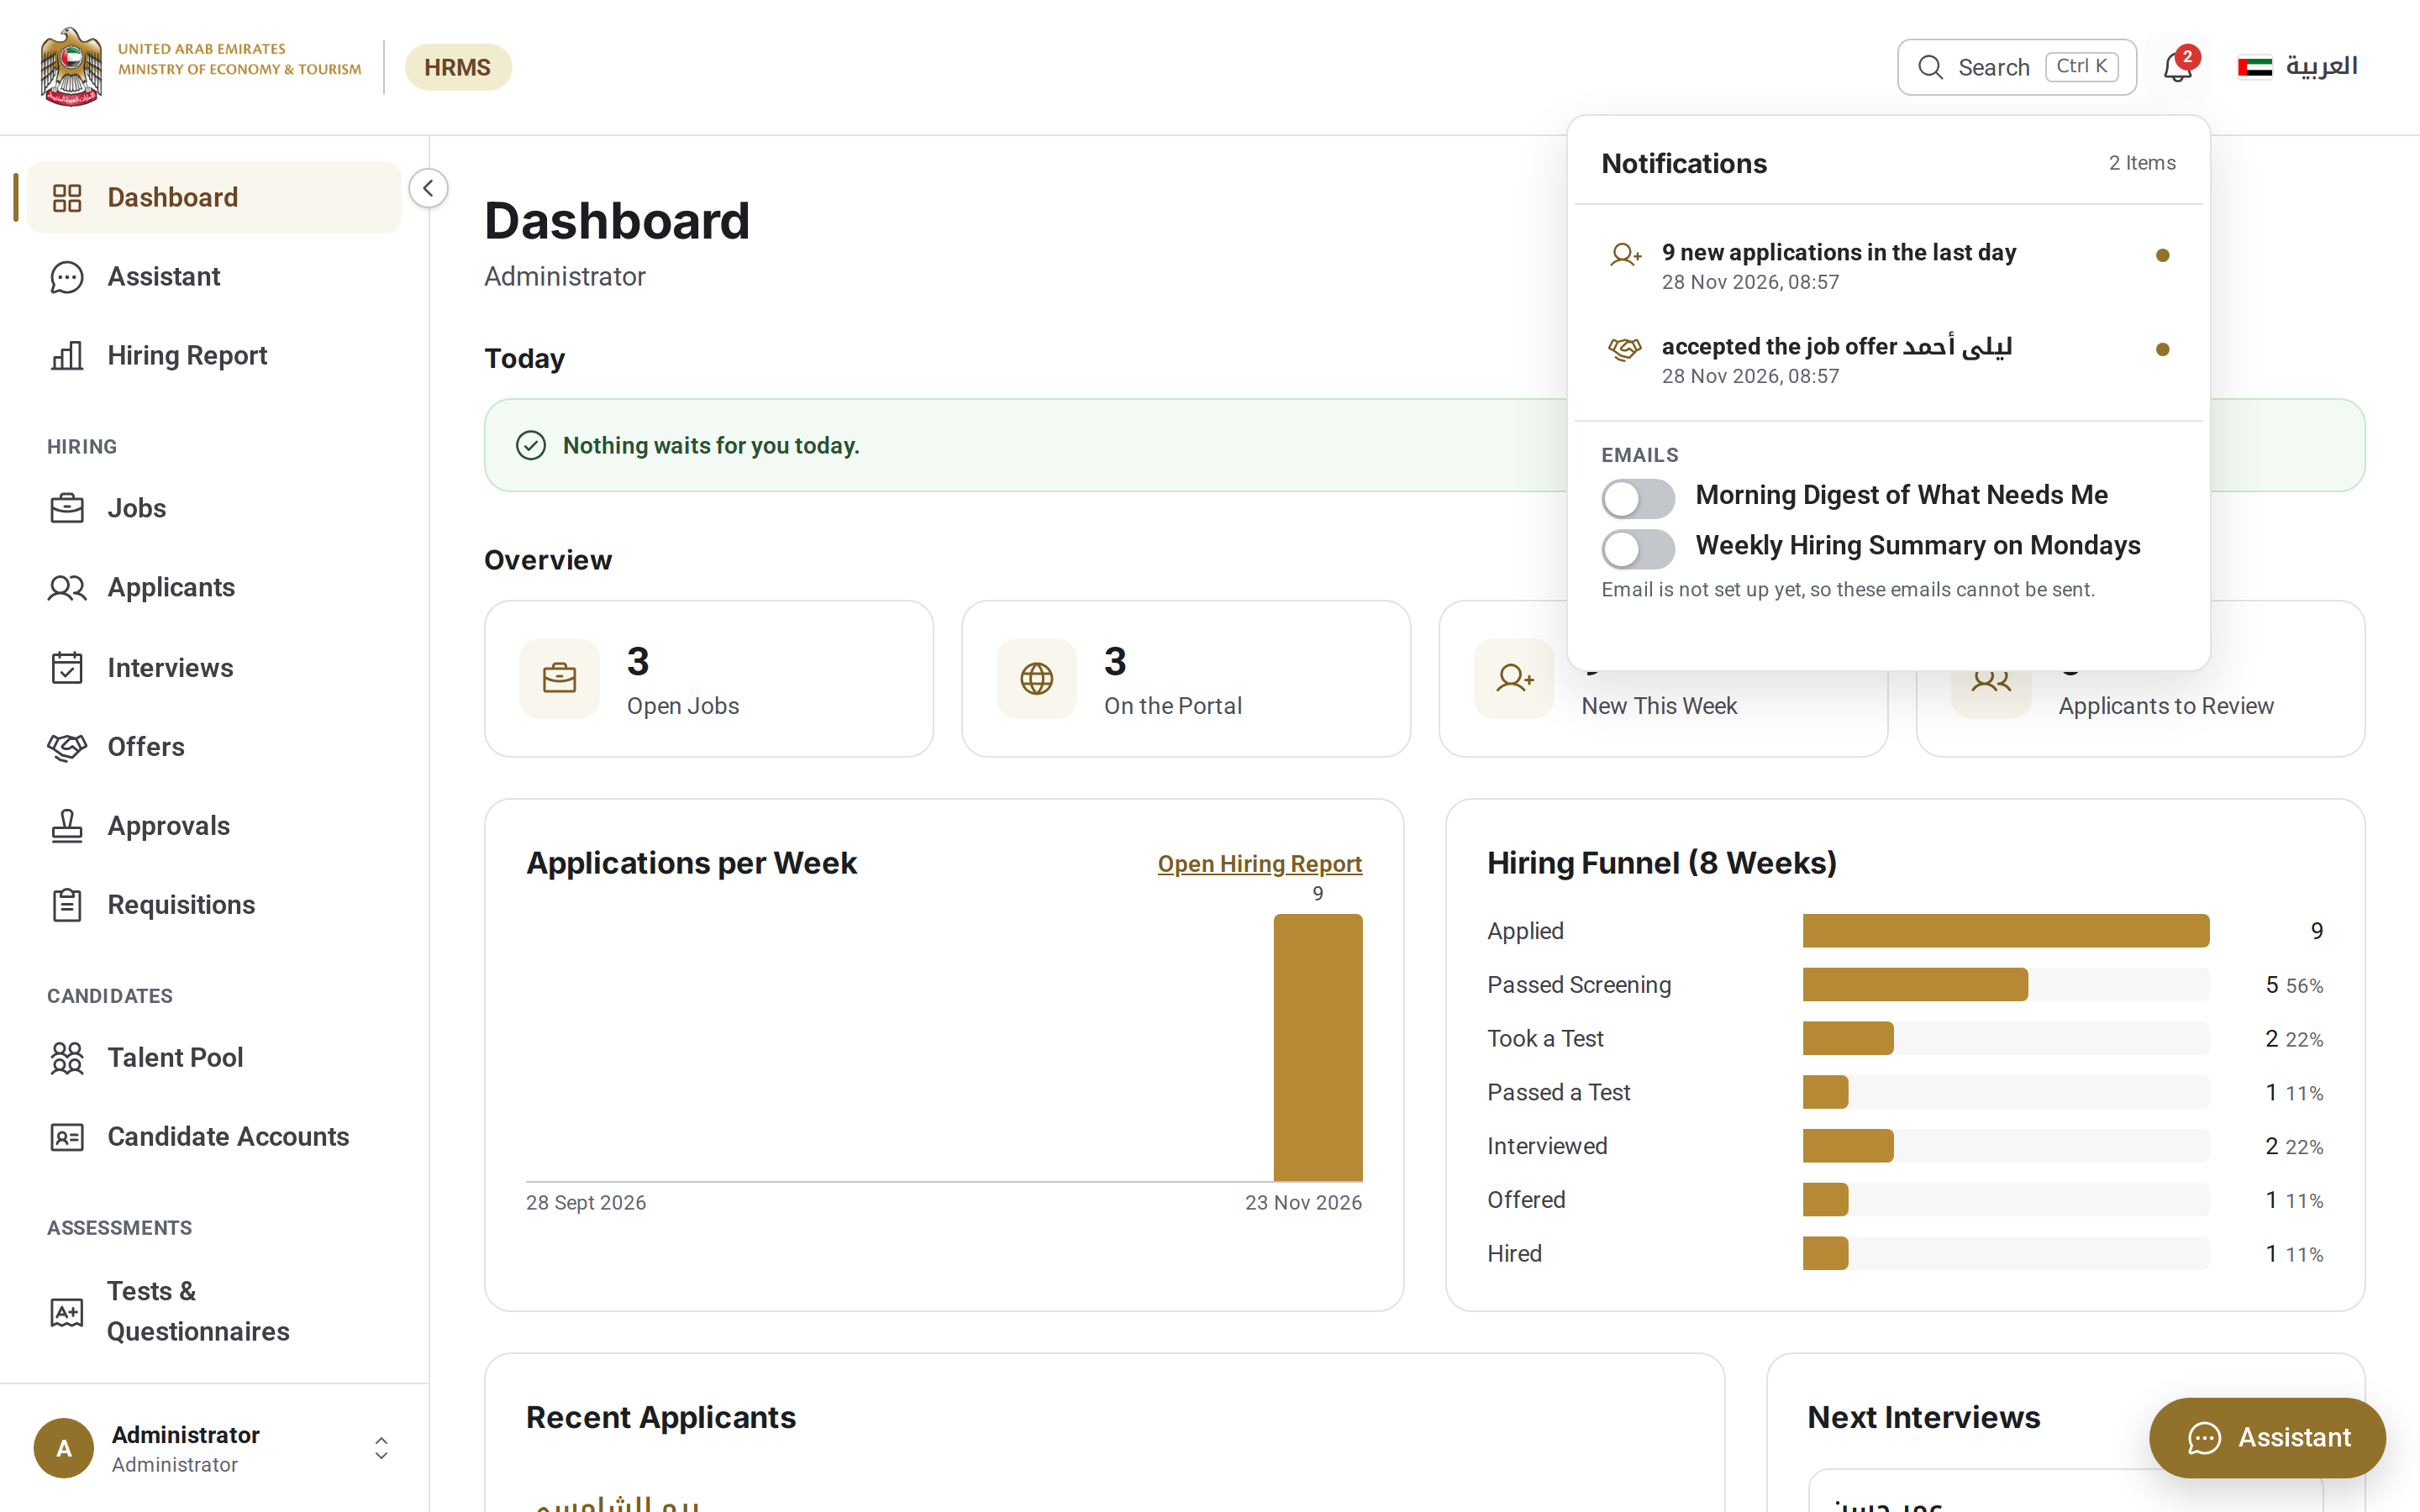 UNITED ARAB EMIRATES
MINISTRY OF ECONOMY & TOURISM
HRMS
Search Ctrl K
2
العربية
Dashboard
Assistant
Hiring Report
HIRING
Jobs
Applicants
Interviews
Offers
Approvals
Requisitions
CANDIDATES
Talent Pool
Candidate Accounts
ASSESSMENTS
Tests &
Questionnaires
A
Administrator
Administrator
Dashboard
Administrator
Today
Nothing waits for you today.
Overview
3
Open Jobs
3
On the Portal
New This Week
Applicants to Review
Notifications
2 Items
9 new applications in the last day
28 Nov 2026, 08:57
accepted the job offer ليلى أحمد
28 Nov 2026, 08:57
EMAILS
Morning Digest of What Needs Me
Weekly Hiring Summary on Mondays
Email is not set up yet, so these emails cannot be sent.
Applications per Week
Open Hiring Report
9
28 Sept 2026
23 Nov 2026
Hiring Funnel (8 Weeks)
Applied 9
Passed Screening 5 56%
Took a Test 2 22%
Passed a Test 1 11%
Interviewed 2 22%
Offered 1 11%
Hired 1 11%
Recent Applicants
Next Interviews
Assistant